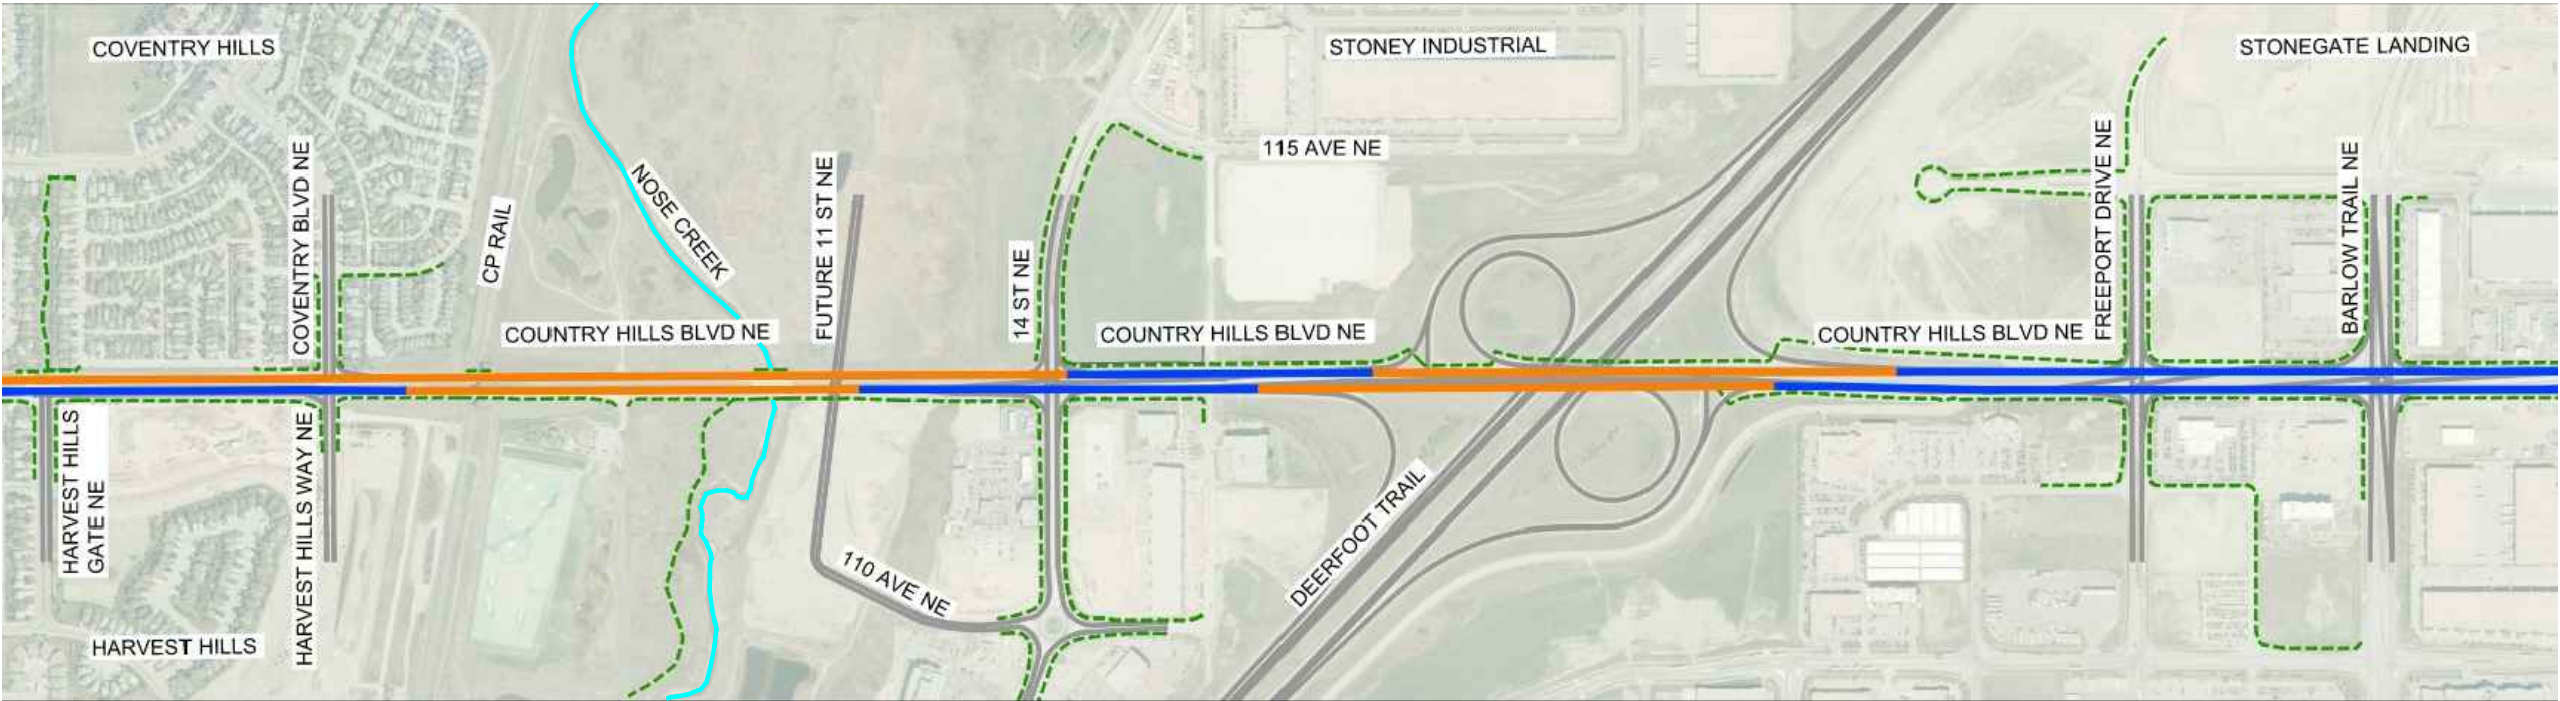 COVENTRY HILLS
STONEY INDUSTRIAL
STONEGATE LANDING
115 AVE NE
COVENTRY BLVD NE
CP RAIL
NOSE CREEK
FUTURE 11 ST NE
14 ST NE
FREEPORT DRIVE NE
BARLOW TRAIL NE
COUNTRY HILLS BLVD NE
COUNTRY HILLS BLVD NE
COUNTRY HILLS BLVD NE
HARVEST HILLS
GATE NE
HARVEST HILLS WAY NE
110 AVE NE
DEERFOOT TRAIL
HARVEST HILLS